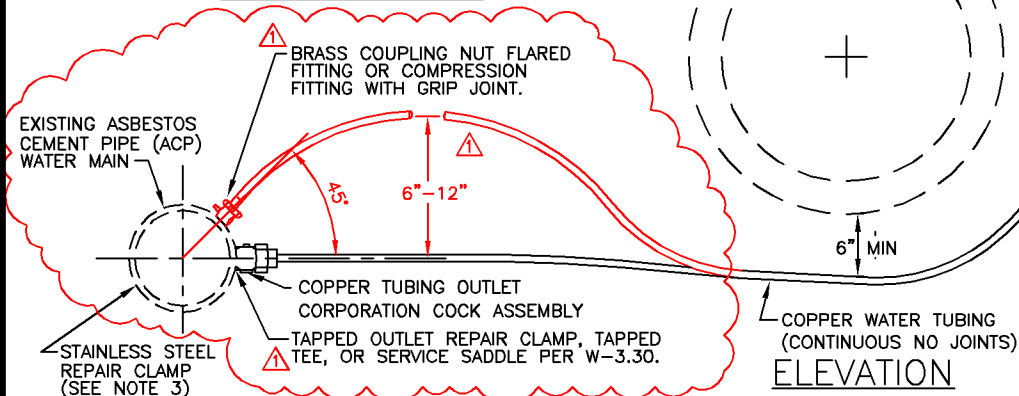 1
BRASS COUPLING NUT FLARED
FITTING OR COMPRESSION
FITTING WITH GRIP JOINT.
EXISTING ASBESTOS
CEMENT PIPE (ACP)
WATER MAIN
1
45°
6"-12"
6" MIN
COPPER TUBING OUTLET
CORPORATION COCK ASSEMBLY
TAPPED OUTLET REPAIR CLAMP, TAPPED
1
TEE, OR SERVICE SADDLE PER W-3.30.
STAINLESS STEEL
REPAIR CLAMP
(SEE NOTE 3)
COPPER WATER TUBING
(CONTINUOUS NO JOINTS)
ELEVATION